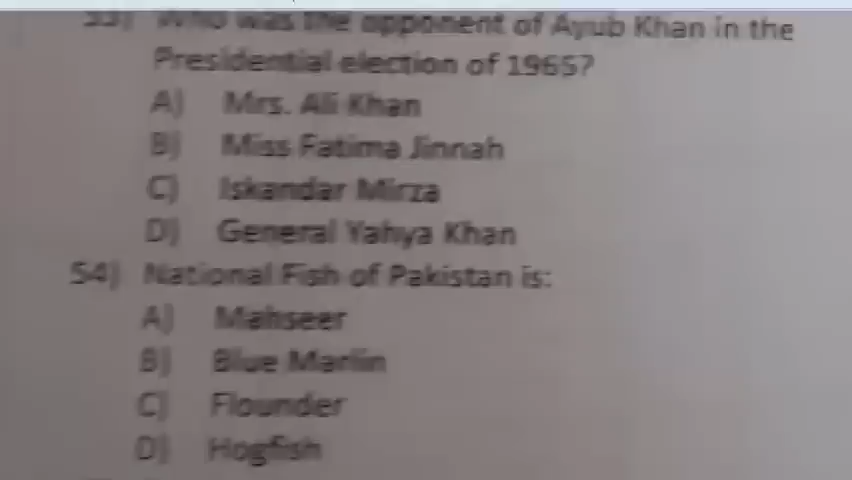 53) Who was the opponent of Ayub Khan in the
Presidential election of 1965?
A) Mrs. Ali Khan
B) Miss Fatima Jinnah
C) Iskandar Mirza
D) General Yahya Khan
54) National Fish of Pakistan is:
A) Mahseer
B) Blue Marlin
C) Flounder
D) Hogfish